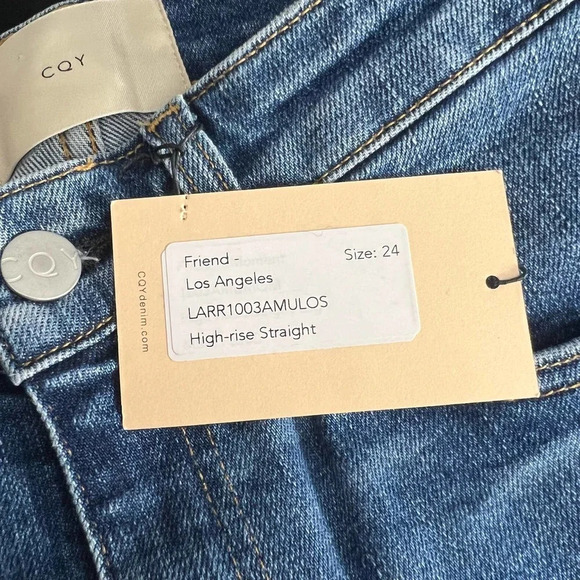 CQY
CQY
Friend -
Los Angeles
Size: 24
LARR1003AMULOS
High-rise Straight
CQYdenim.com